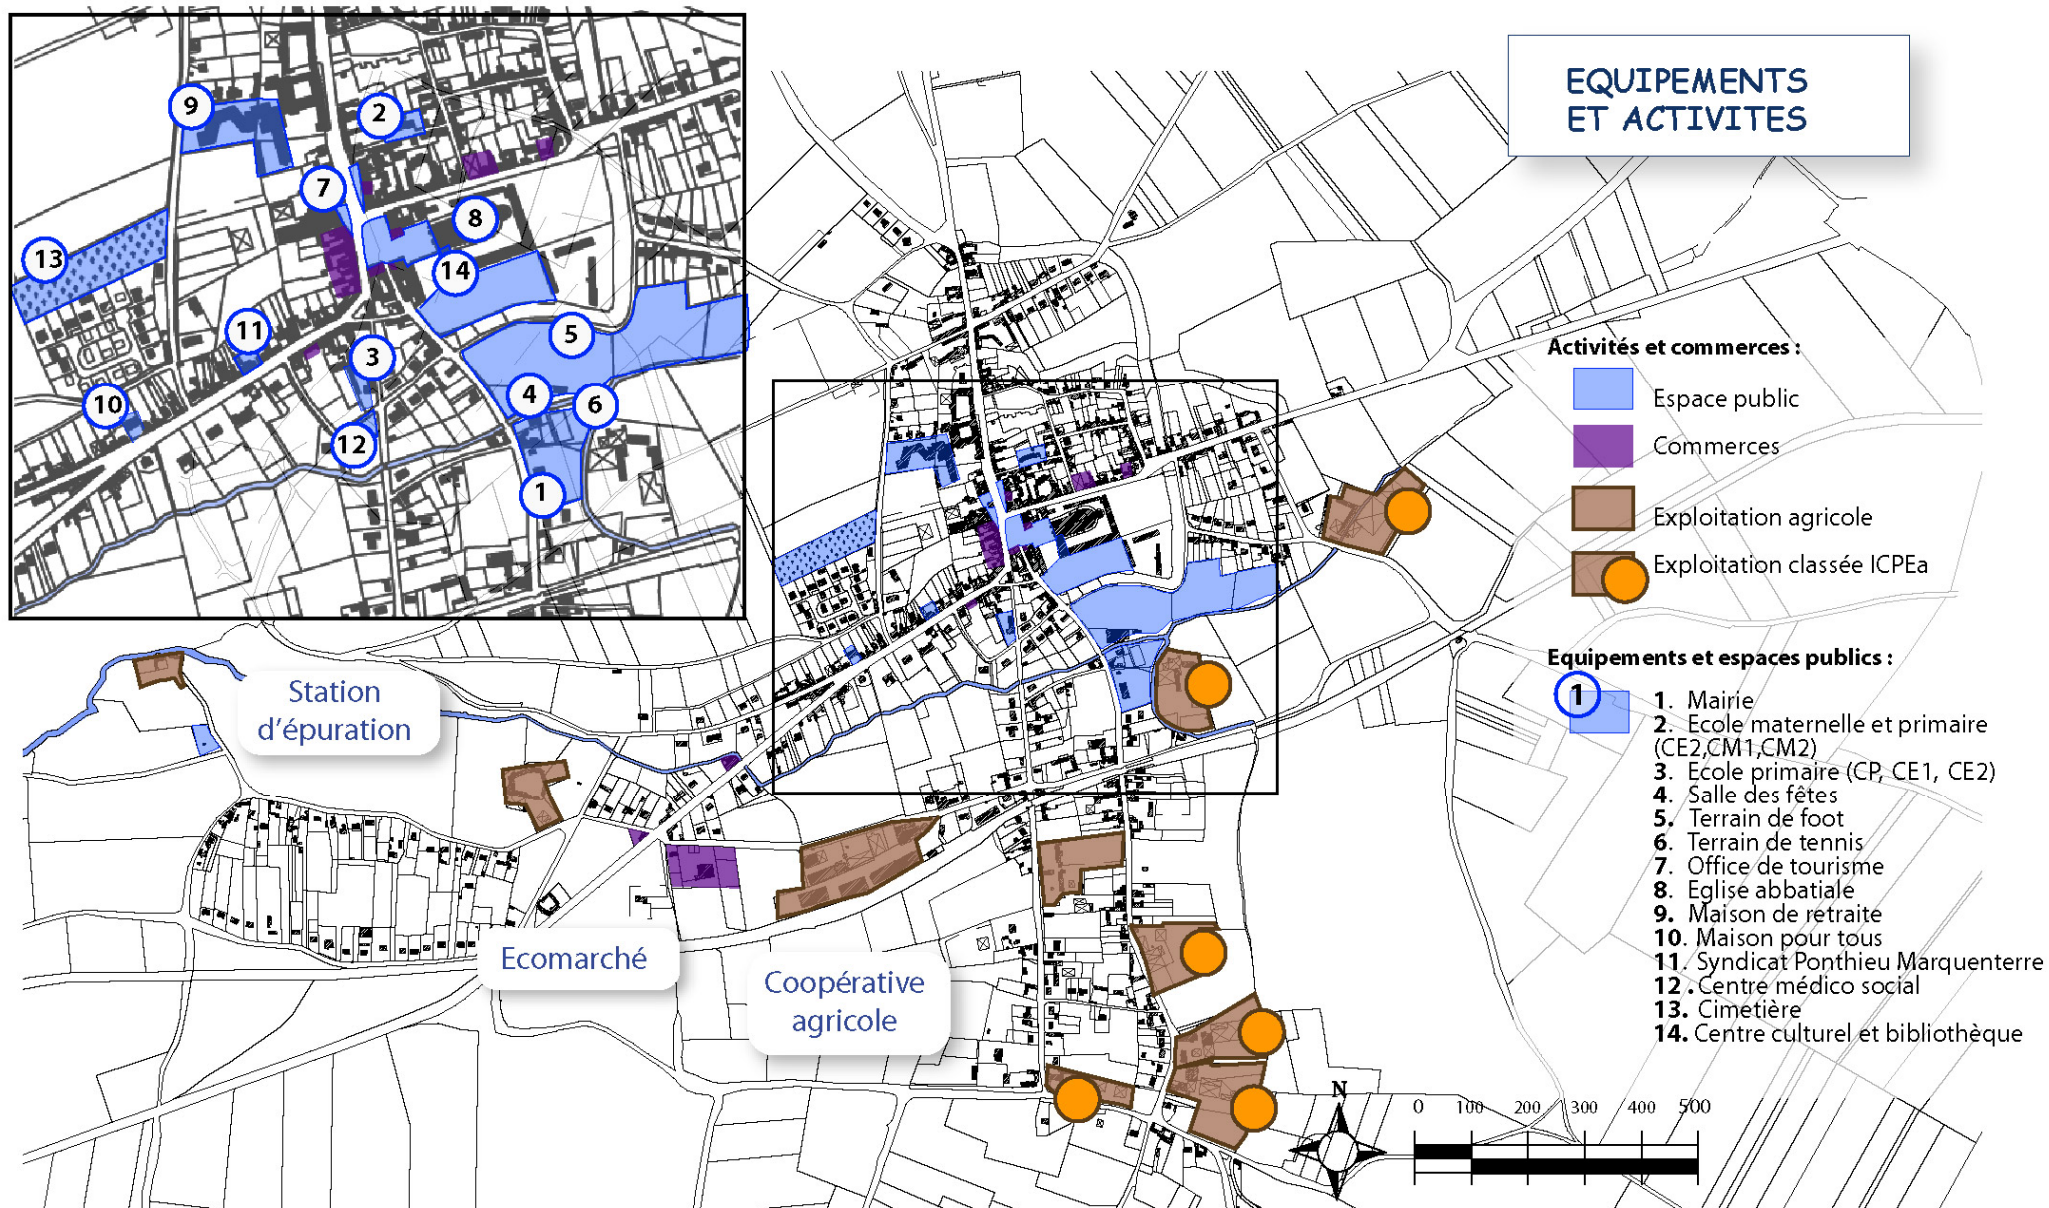 EQUIPEMENTS
ET ACTIVITES
9
2
7
8
13
14
11
5
3
4
6
10
12
1
Activités et commerces :
Espace public
Commerces
Exploitation agricole
Exploitation classée ICPEa
Equipements et espaces publics :
1
1. Mairie
2. Ecole maternelle et primaire
(CE2,CM1,CM2)
3. Ecole primaire (CP, CE1, CE2)
4. Salle des fêtes
5. Terrain de foot
6. Terrain de tennis
7. Office de tourisme
8. Eglise abbatiale
9. Maison de retraite
10. Maison pour tous
11. Syndicat Ponthieu Marquenterre
12. Centre médico social
13. Cimetière
14. Centre culturel et bibliothèque
Station
d'épuration
Ecomarché
Coopérative
agricole
N
0 100 200 300 400 500